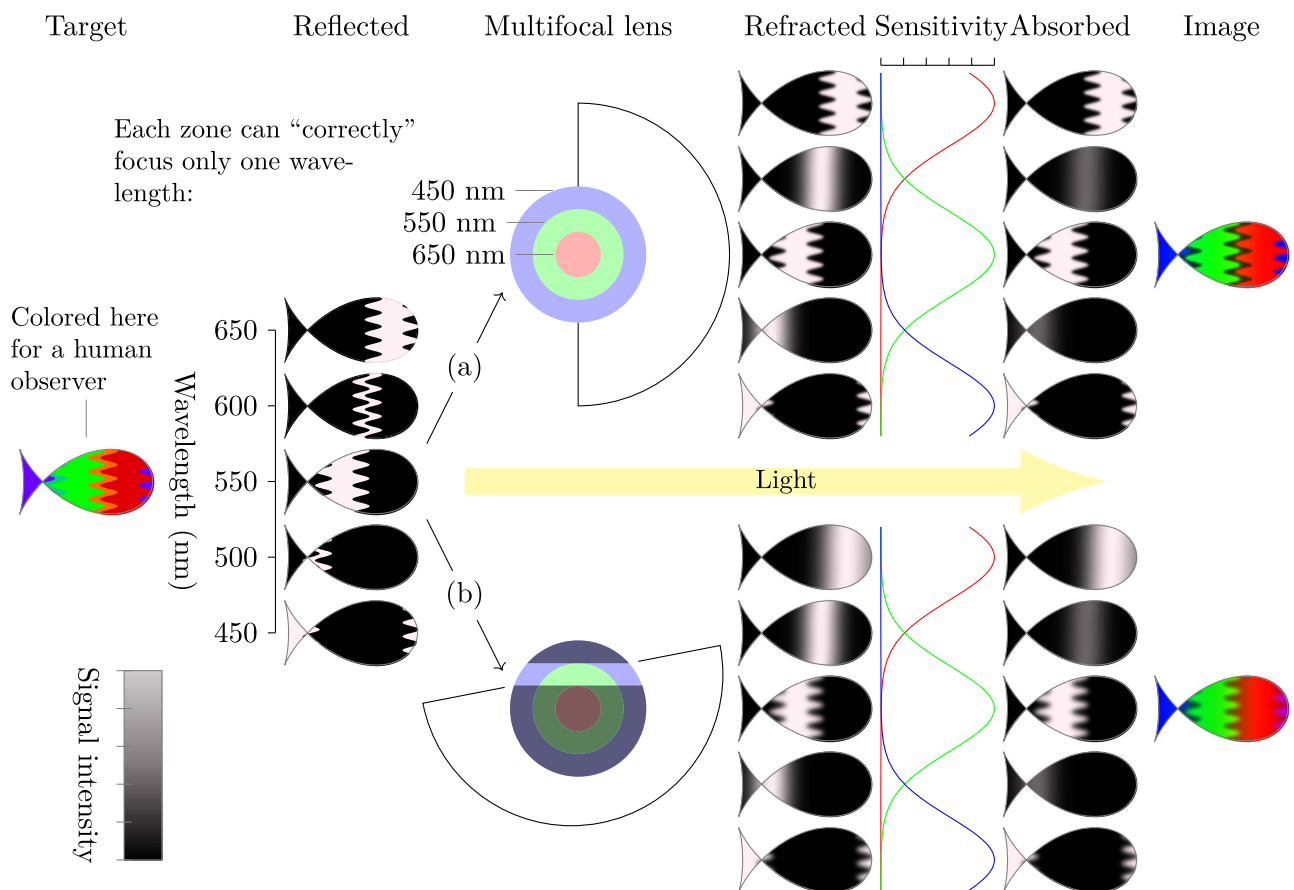 Target
Reflected
Multifocal lens
Refracted
Sensitivity
Absorbed
Image
Each zone can “correctly”
focus only one wave-
length:
450 nm
550 nm
650 nm
Colored here
for a human
observer
650
600
550
500
450
Wavelength (nm)
(a)
(b)
Light
Signal intensity